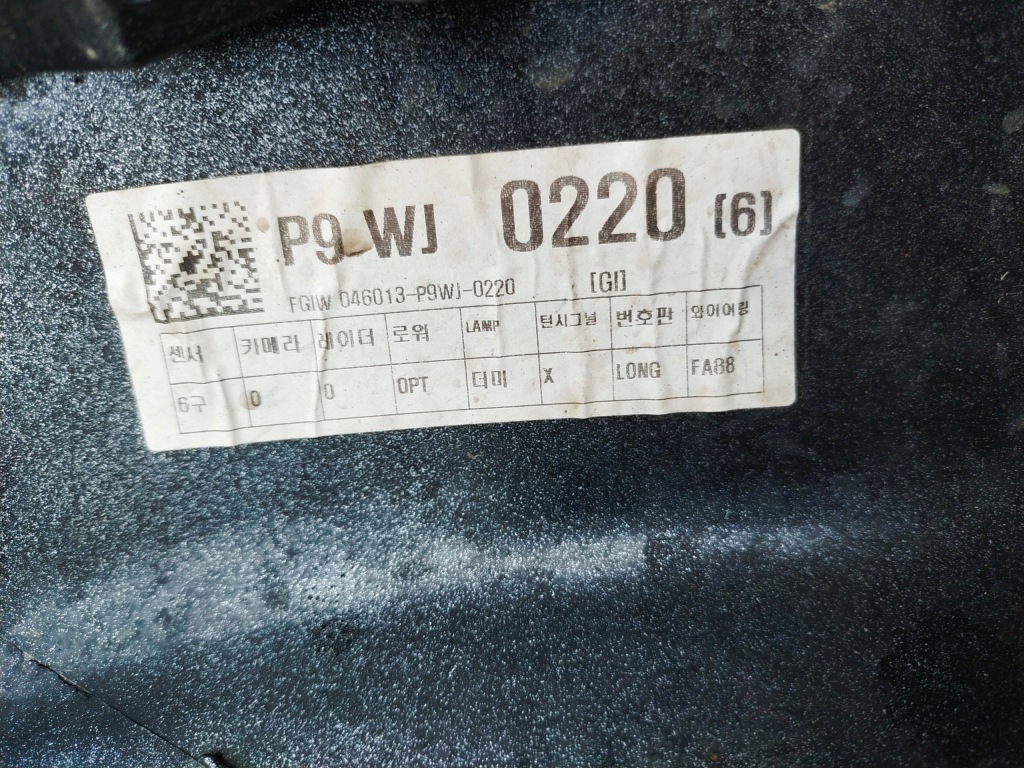 P9 WJ 0220 [6]
FGIW 046013-P9WJ-0220 [GI]
센서 카메라 레이더 로워 LAMP 턴시그널 번호판 와이어링
6구 0 0 OPT 더미 X LONG FA88